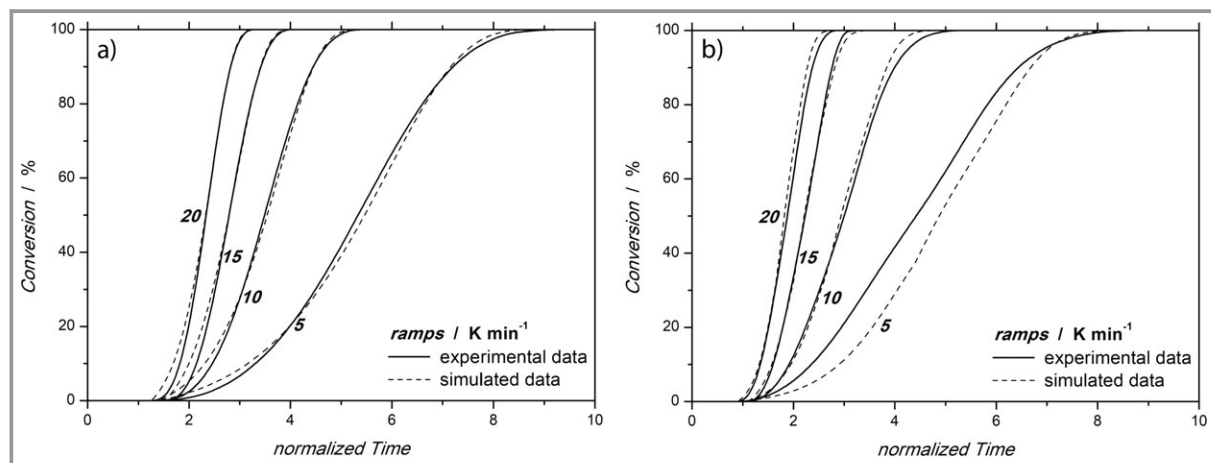 a)
Conversion / %
100
80
60
40
20
0
20
15
10
5
ramps / K min⁻¹
experimental data
simulated data
0 2 4 6 8 10
normalized Time
b)
Conversion / %
100
80
60
40
20
0
20
15
10
5
ramps / K min⁻¹
experimental data
simulated data
0 2 4 6 8 10
normalized Time